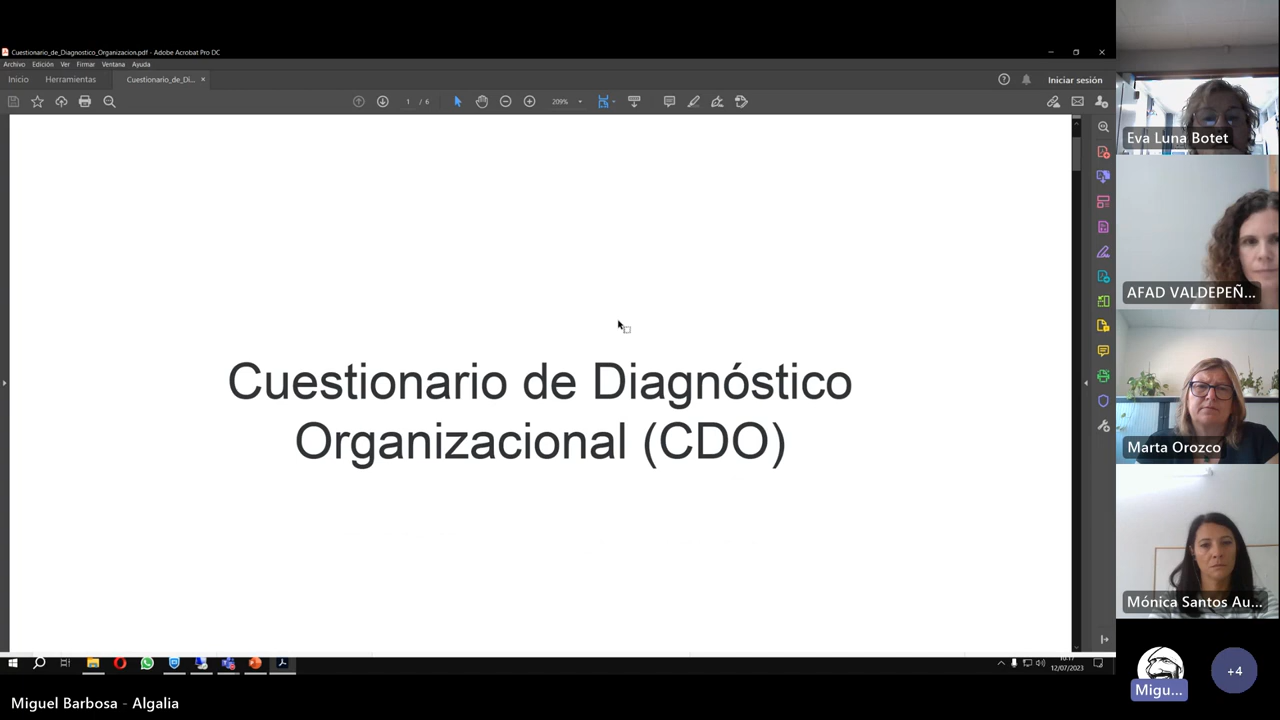 Cuestionario_de_Diagnostico_Organizacion.pdf - Adobe Acrobat Pro DC
Archivo Edición Ver Firmar Ventana Ayuda
Inicio Herramientas Cuestionario_de_Di... × Iniciar sesión
1 / 6 209%
Cuestionario de Diagnóstico
Organizacional (CDO)
Eva Luna Botet
AFAD VALDEPEÑ...
Marta Orozco
Mónica Santos Au...
Migu...
+4
12/07/2023
Miguel Barbosa - Algalia